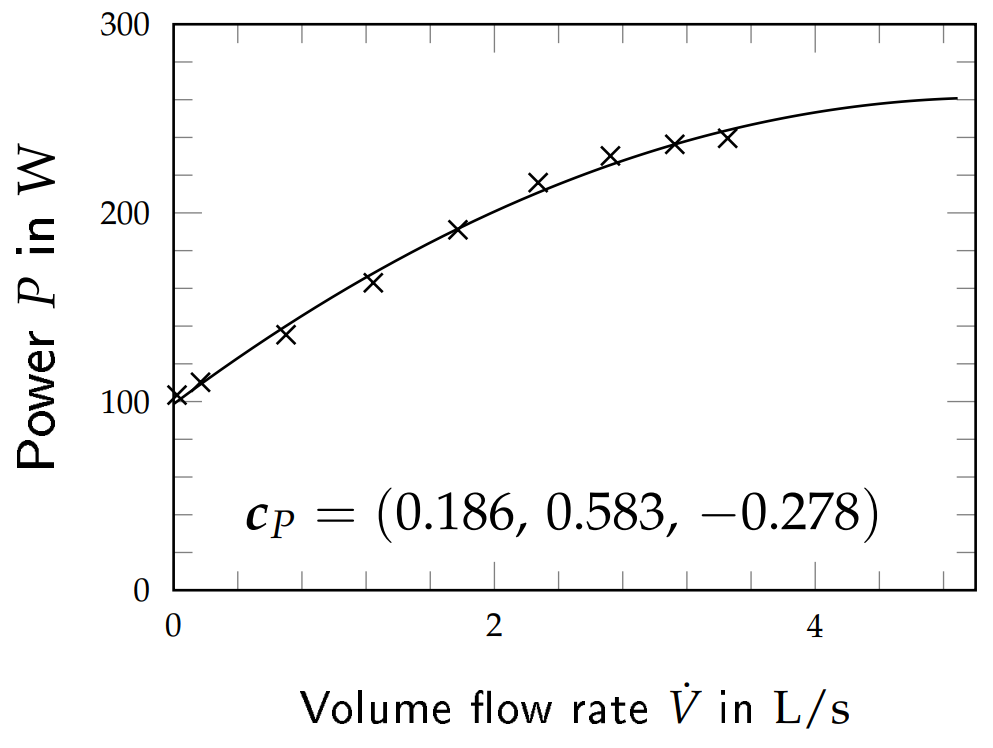 300
200
100
0
Power P in W
c_P = (0.186, 0.583, −0.278)
0 2 4
Volume flow rate V̇ in L/s